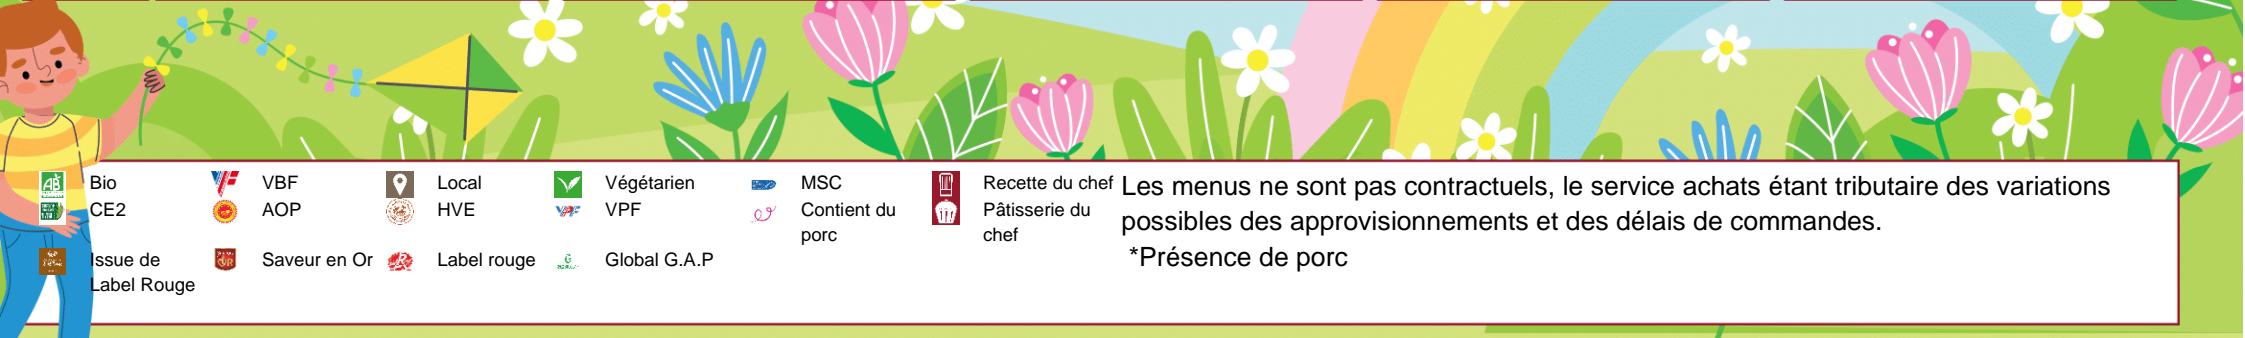 Bio
VBF
Local
Végétarien
MSC
Recette du chef
CE2
AOP
HVE
VPF
Contient du
porc
Pâtisserie du
chef
Issue de
Label Rouge
Saveur en Or
Label rouge
Global G.A.P
Les menus ne sont pas contractuels, le service achats étant tributaire des variations
possibles des approvisionnements et des délais de commandes.
*Présence de porc